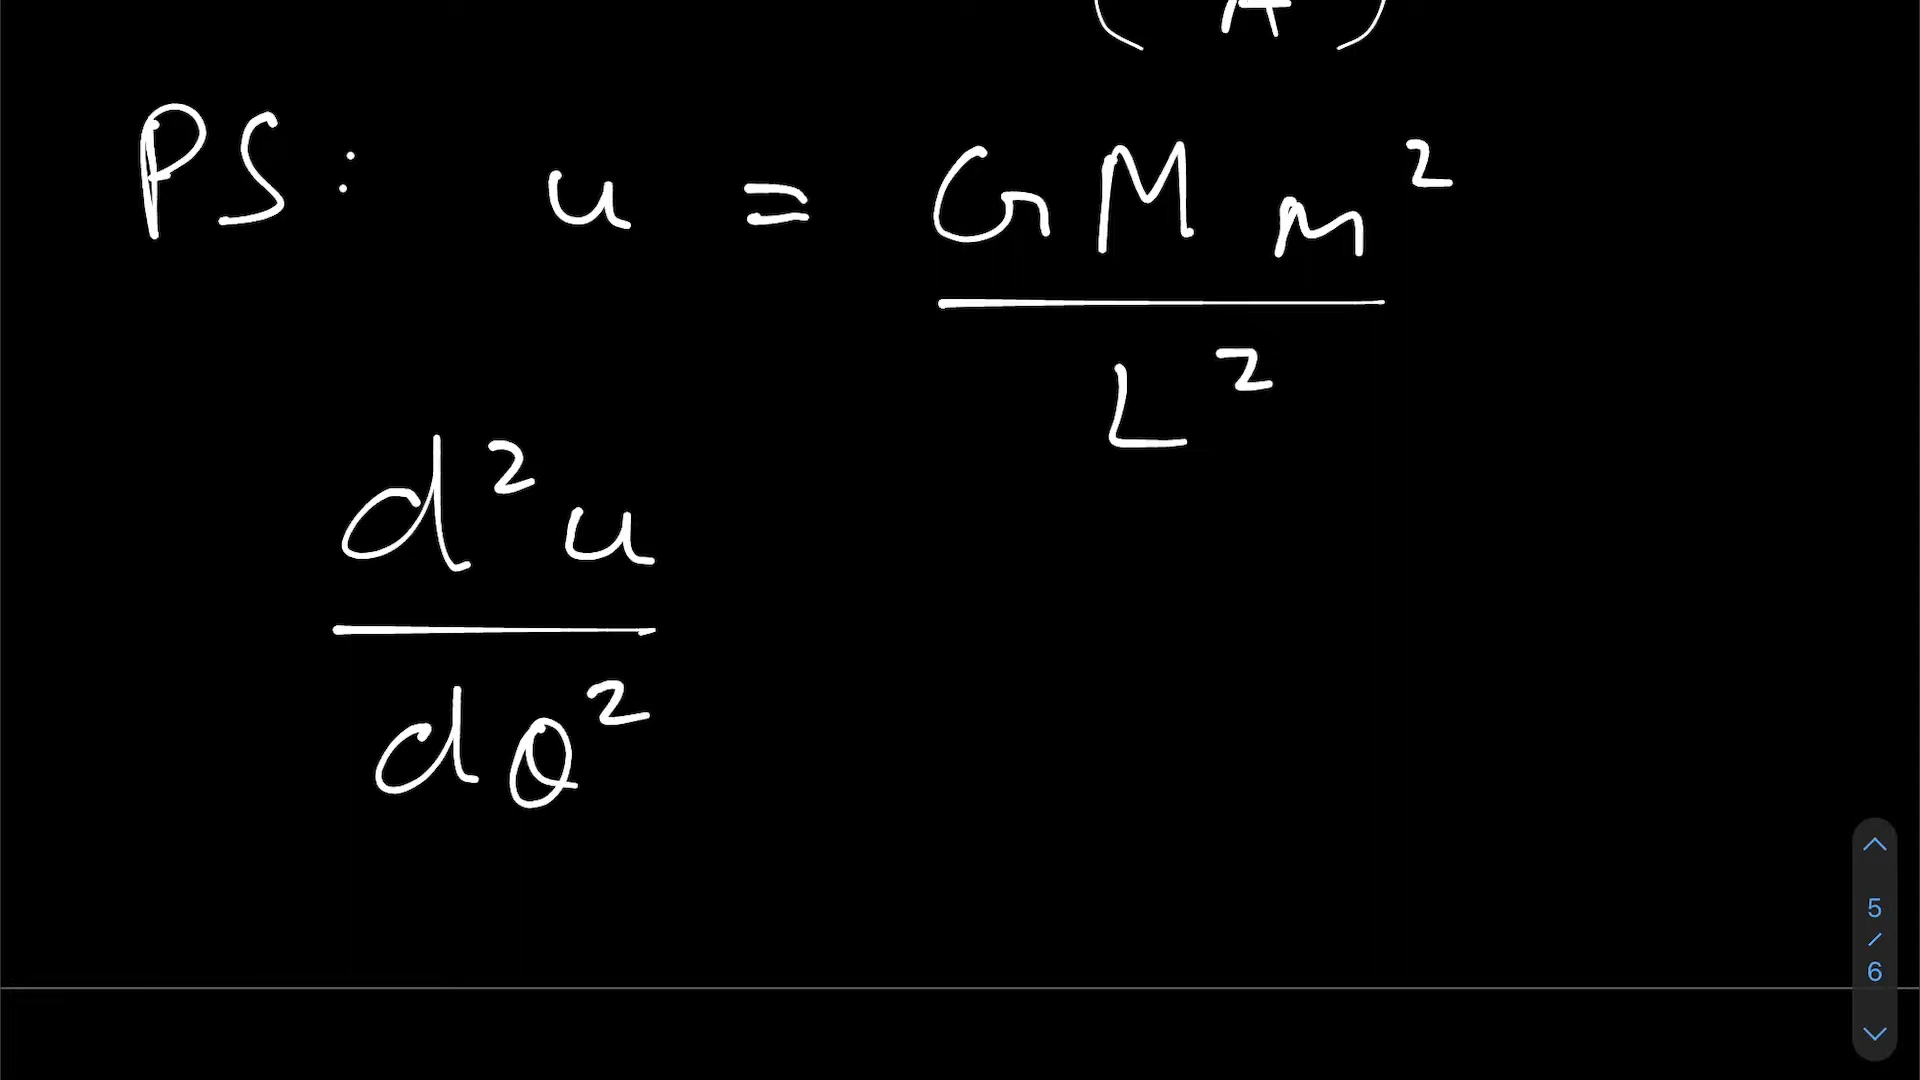 ( A )
PS: u = GMm²
L²
d²u
dθ²
5
/
6